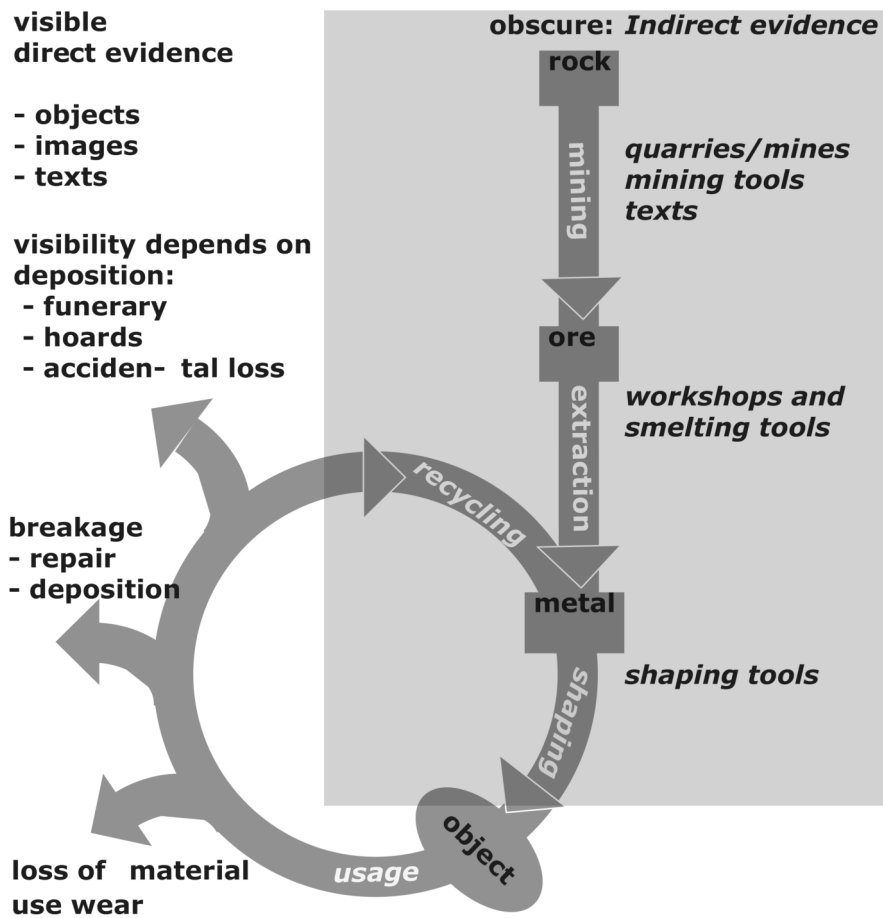 visible
direct evidence
- objects
- images
- texts
visibility depends on
deposition:
- funerary
- hoards
- acciden- tal loss
breakage
- repair
- deposition
loss of material
use wear
obscure: Indirect evidence
rock
mining
quarries/mines
mining tools
texts
ore
extraction
workshops and
smelting tools
recycling
metal
shaping
shaping tools
object
usage